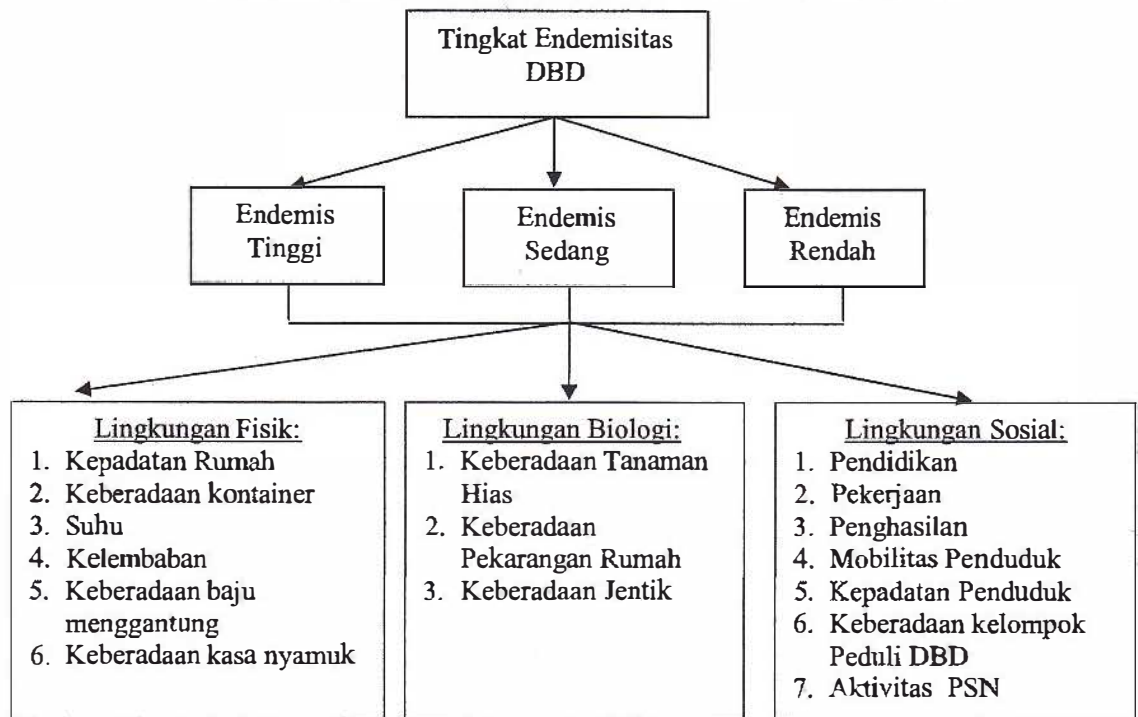 Tingkat Endemisitas
DBD
Endemis
Tinggi
Endemis
Sedang
Endemis
Rendah
Lingkungan Fisik:
1. Kepadatan Rumah
2. Keberadaan kontainer
3. Suhu
4. Kelembaban
5. Keberadaan baju
menggantung
6. Keberadaan kasa nyamuk
Lingkungan Biologi:
1. Keberadaan Tanaman
Hias
2. Keberadaan
Pekarangan Rumah
3. Keberadaan Jentik
Lingkungan Sosial:
1. Pendidikan
2. Pekerjaan
3. Penghasilan
4. Mobilitas Penduduk
5. Kepadatan Penduduk
6. Keberadaan kelompok
Peduli DBD
7. Aktivitas PSN